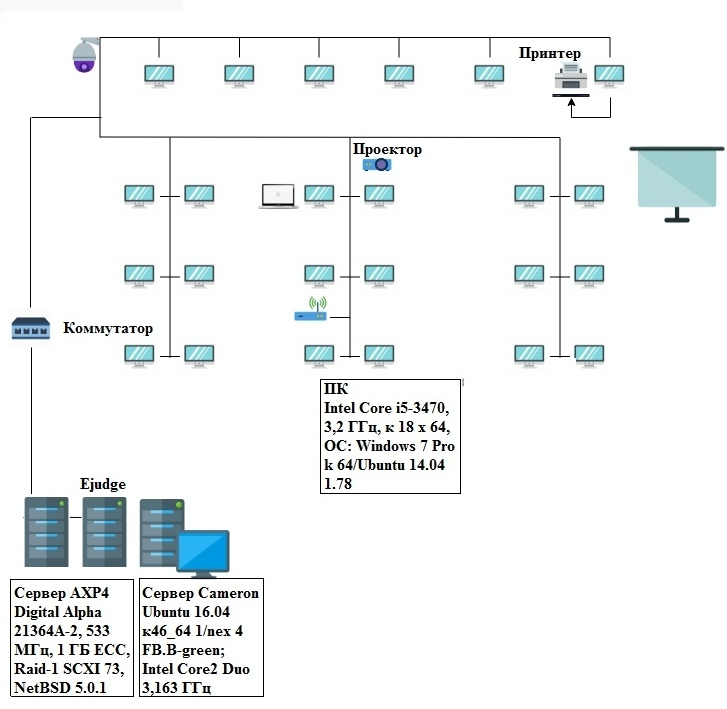 Принтер
Проектор
Коммутатор
ПК
Intel Core i5-3470,
3,2 ГГц, к 18 x 64,
ОС: Windows 7 Pro
k 64/Ubuntu 14.04
1.78
Ejudge
Сервер AXP4
Digital Alpha
21364A-2, 533
МГц, 1 ГБ ECC,
Raid-1 SCXI 73,
NetBSD 5.0.1
Сервер Cameron
Ubuntu 16.04
к46_64 1/nex 4
FB.B-green;
Intel Core2 Duo
3,163 ГГц